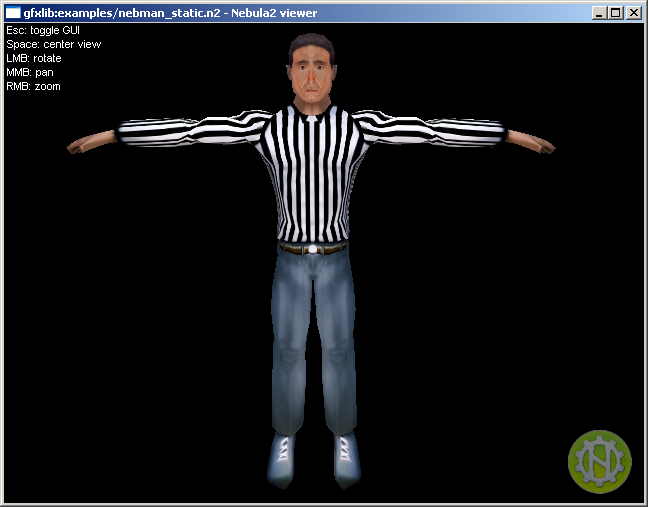 gfxlib:examples/nebman_static.n2 - Nebula2 viewer
Esc: toggle GUI
Space: center view
LMB: rotate
MMB: pan
RMB: zoom
N